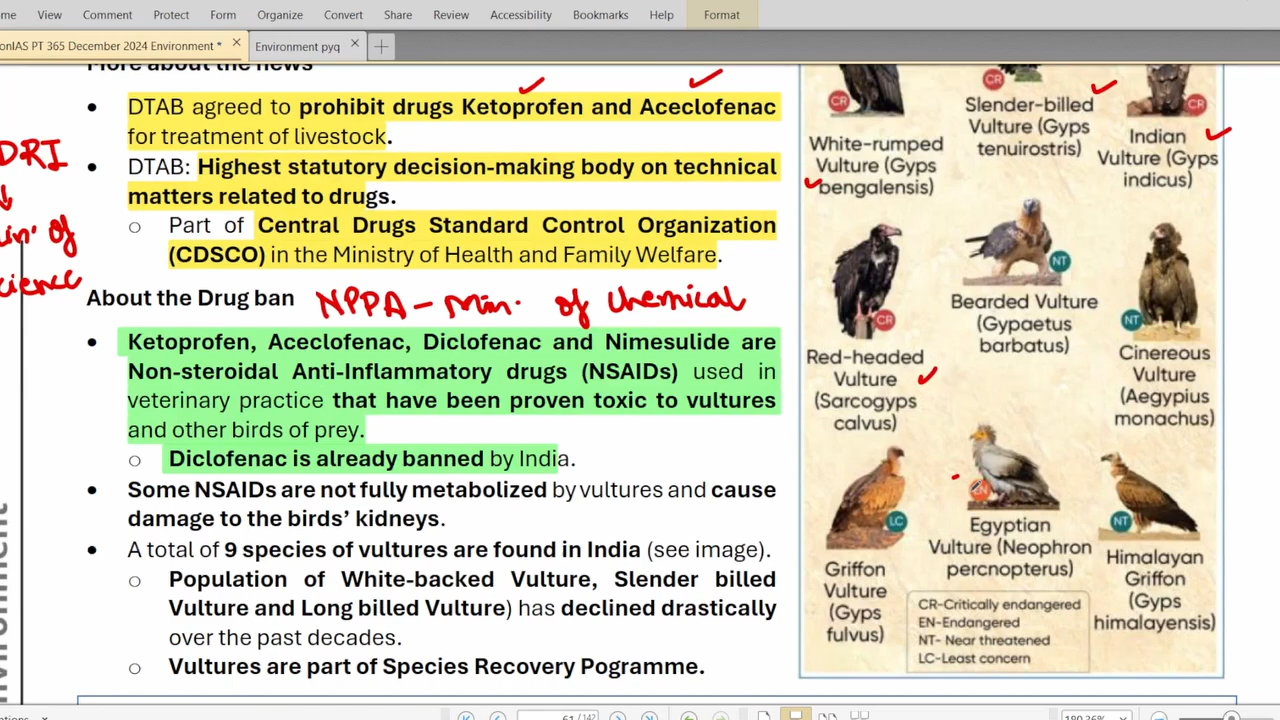 View Comment Protect Form Organize Convert Share Review Accessibility Bookmarks Help Format
onIAS PT 365 December 2024 Environment *
Environment pyq
More about the news
• DTAB agreed to prohibit drugs Ketoprofen and Aceclofenac
for treatment of livestock.
• DTAB: Highest statutory decision-making body on technical
matters related to drugs.
○ Part of Central Drugs Standard Control Organization
(CDSCO) in the Ministry of Health and Family Welfare.
DRI
of
About the Drug ban
NPPA - Min. of Chemical
• Ketoprofen, Aceclofenac, Diclofenac and Nimesulide are
Non-steroidal Anti-Inflammatory drugs (NSAIDs) used in
veterinary practice that have been proven toxic to vultures
and other birds of prey.
○ Diclofenac is already banned by India.
• Some NSAIDs are not fully metabolized by vultures and cause
damage to the birds’ kidneys.
• A total of 9 species of vultures are found in India (see image).
○ Population of White-backed Vulture, Slender billed
Vulture and Long billed Vulture) has declined drastically
over the past decades.
○ Vultures are part of Species Recovery Pogramme.
CR
White-rumped
Vulture (Gyps
bengalensis)
CR
Slender-billed
Vulture (Gyps
tenuirostris)
CR
Indian
Vulture (Gyps
indicus)
CR
Red-headed
Vulture
(Sarcogyps
calvus)
NT
Bearded Vulture
(Gypaetus
barbatus)
NT
Cinereous
Vulture
(Aegypius
monachus)
LC
Griffon
Vulture
(Gyps
fulvus)
EN
Egyptian
Vulture (Neophron
percnopterus)
NT
Himalayan
Griffon
(Gyps
himalayensis)
CR-Critically endangered
EN-Endangered
NT- Near threatened
LC-Least concern
61 /142
180.36%